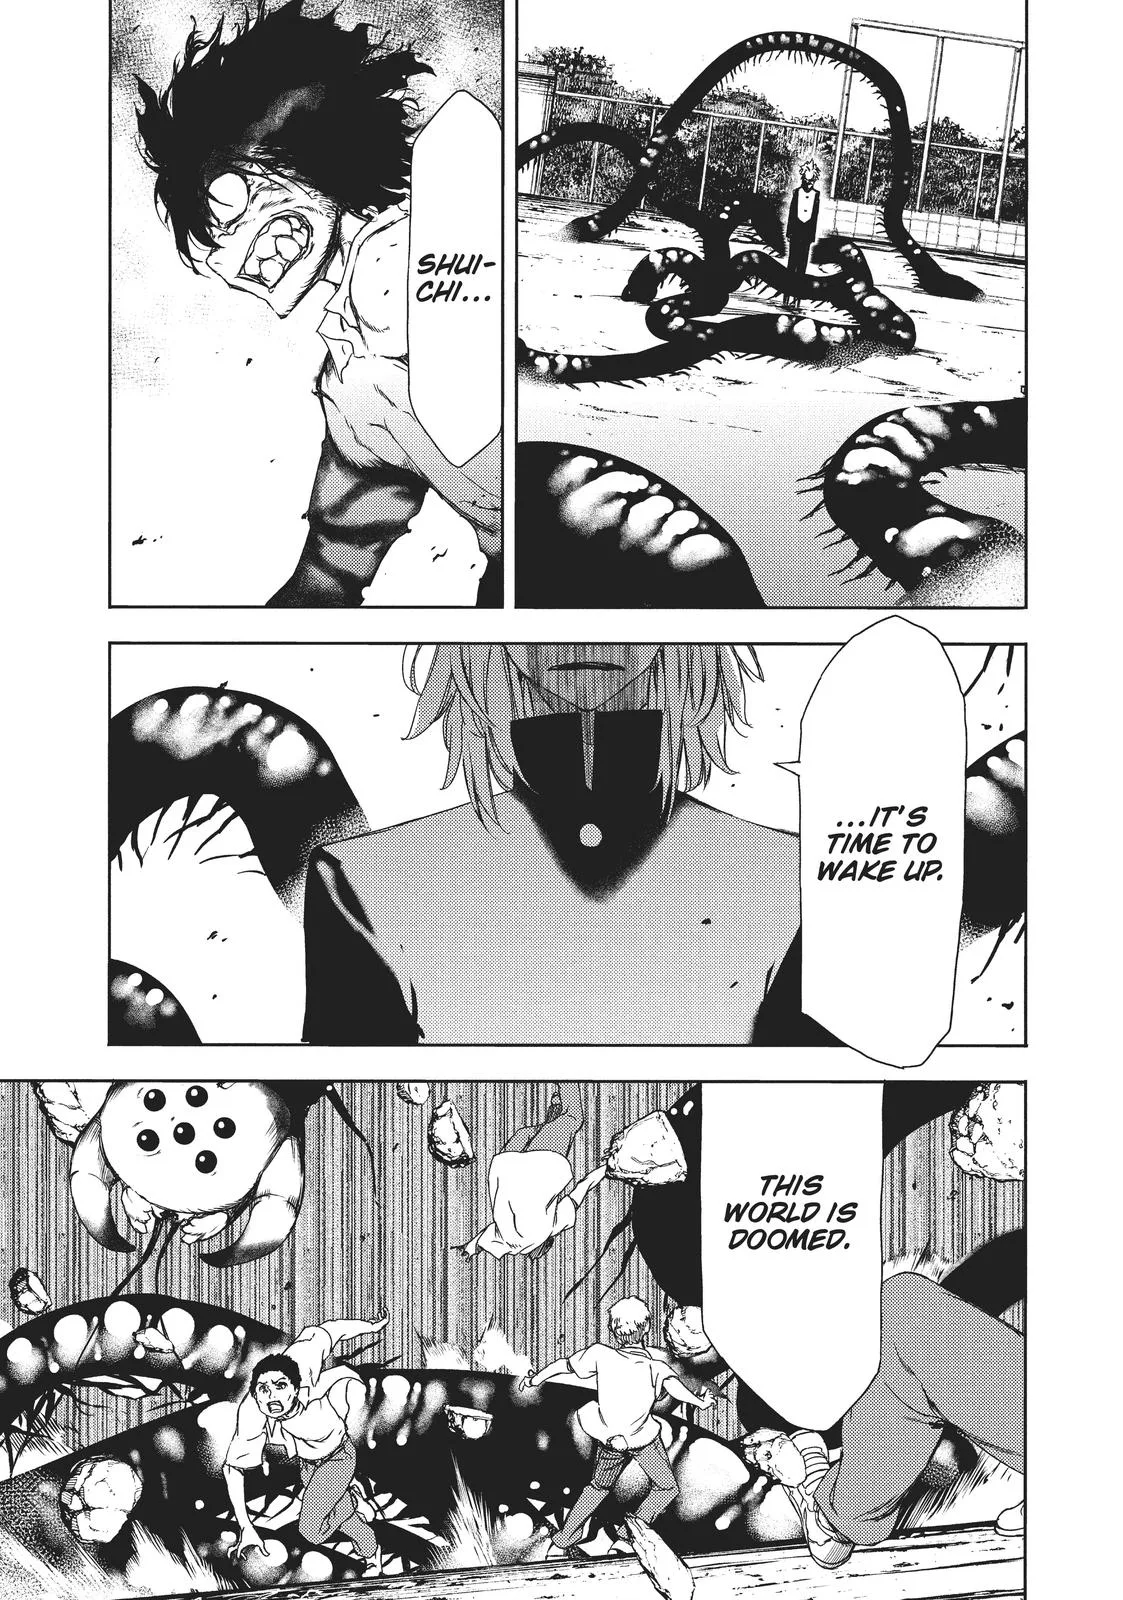 SHUI-
CHI...
...IT'S
TIME TO
WAKE UP.
THIS
WORLD IS
DOOMED.